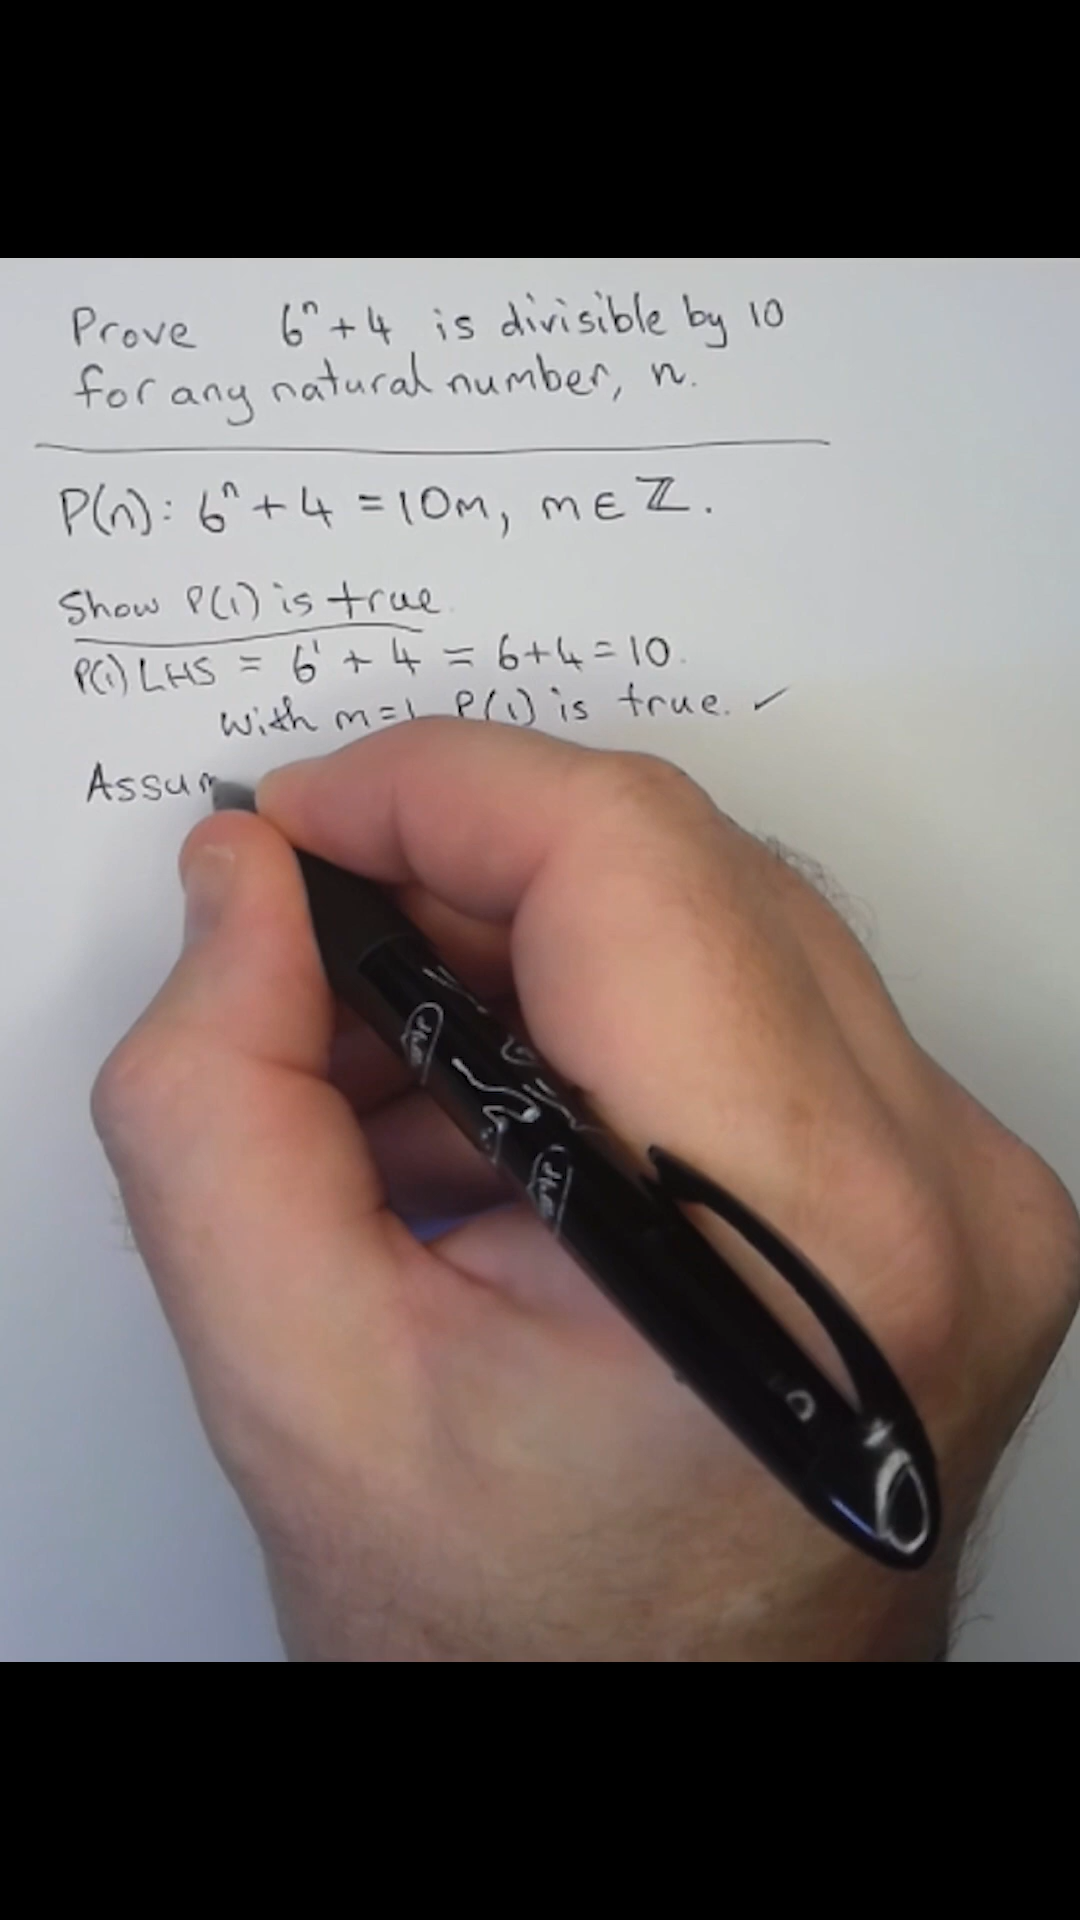 Prove 6ⁿ + 4 is divisible by 10
for any natural number, n.
P(n): 6ⁿ + 4 = 10m, m ∈ ℤ.
Show P(1) is true.
P(1) LHS = 6¹ + 4 = 6 + 4 = 10.
with m = 1 P(1) is true. ✓
Assum